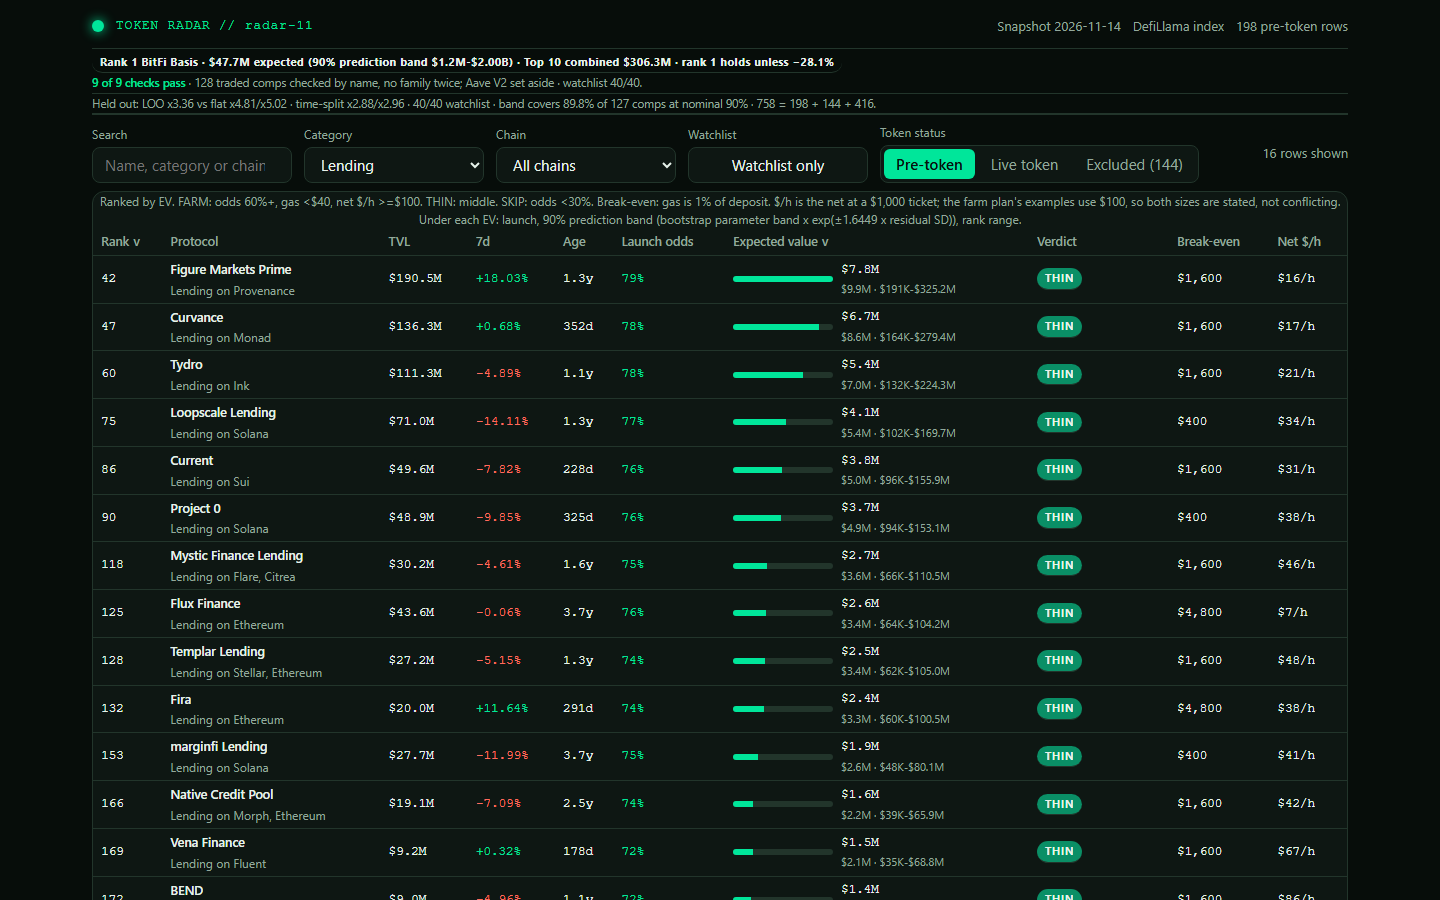 TOKEN RADAR // radar-11
Snapshot 2026-11-14 DefiLlama index 198 pre-token rows
Rank 1 BitFi Basis · $47.7M expected (90% prediction band $1.2M-$2.00B) · Top 10 combined $306.3M · rank 1 holds unless −28.1%
9 of 9 checks pass · 128 traded comps checked by name, no family twice; Aave V2 set aside · watchlist 40/40.
Held out: LOO x3.36 vs flat x4.81/x5.02 · time-split x2.88/x2.96 · 40/40 watchlist · band covers 89.8% of 127 comps at nominal 90% · 758 = 198 + 144 + 416.
Search Category Chain Watchlist Token status
Name, category or chain Lending All chains Watchlist only Pre-token Live token Excluded (144) 16 rows shown
Ranked by EV. FARM: odds 60%+, gas <$40, net $/h >=$100. THIN: middle. SKIP: odds <30%. Break-even: gas is 1% of deposit. $/h is the net at a $1,000 ticket; the farm plan's examples use $100, so both sizes are stated, not conflicting.
Under each EV: launch, 90% prediction band (bootstrap parameter band x exp(±1.6449 x residual SD)), rank range.
Rank v Protocol TVL 7d Age Launch odds Expected value v Verdict Break-even Net $/h
42 Figure Markets Prime $190.5M +18.03% 1.3y 79% $7.8M THIN $1,600 $16/h
Lending on Provenance $9.9M · $191K-$325.2M
47 Curvance $136.3M +0.68% 352d 78% $6.7M THIN $1,600 $17/h
Lending on Monad $8.6M · $164K-$279.4M
60 Tydro $111.3M −4.89% 1.1y 78% $5.4M THIN $1,600 $21/h
Lending on Ink $7.0M · $132K-$224.3M
75 Loopscale Lending $71.0M −14.11% 1.3y 77% $4.1M THIN $400 $34/h
Lending on Solana $5.4M · $102K-$169.7M
86 Current $49.6M −7.82% 228d 76% $3.8M THIN $1,600 $31/h
Lending on Sui $5.0M · $96K-$155.9M
90 Project 0 $48.9M −9.85% 325d 76% $3.7M THIN $400 $38/h
Lending on Solana $4.9M · $94K-$153.1M
118 Mystic Finance Lending $30.2M −4.61% 1.6y 75% $2.7M THIN $1,600 $46/h
Lending on Flare, Citrea $3.6M · $66K-$110.5M
125 Flux Finance $43.6M −0.06% 3.7y 76% $2.6M THIN $4,800 $7/h
Lending on Ethereum $3.4M · $64K-$104.2M
128 Templar Lending $27.2M −5.15% 1.3y 74% $2.5M THIN $1,600 $48/h
Lending on Stellar, Ethereum $3.4M · $62K-$105.0M
132 Fira $20.0M +11.64% 291d 74% $2.4M THIN $4,800 $38/h
Lending on Ethereum $3.3M · $60K-$100.5M
153 marginfi Lending $27.7M −11.99% 3.7y 75% $1.9M THIN $400 $41/h
Lending on Solana $2.6M · $48K-$80.1M
166 Native Credit Pool $19.1M −7.09% 2.5y 74% $1.6M THIN $1,600 $42/h
Lending on Morph, Ethereum $2.2M · $39K-$65.9M
169 Vena Finance $9.2M +0.32% 178d 72% $1.5M THIN $1,600 $67/h
Lending on Fluent $2.1M · $35K-$68.8M
172 BEND $9.0M −4.96% 1.1y 72% $1.4M THIN $1,600 $86/h